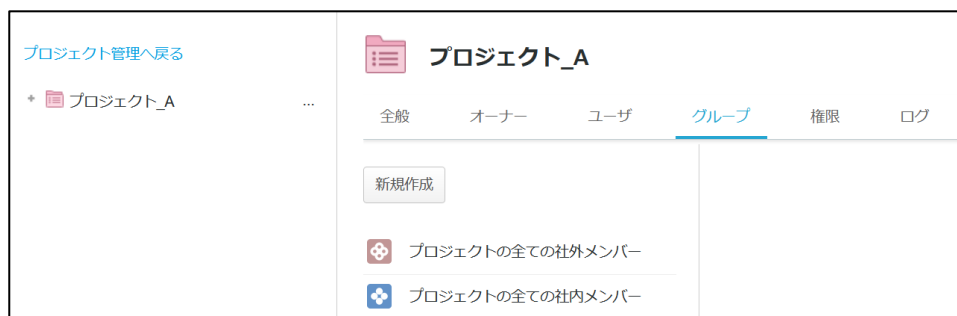 プロジェクト管理へ戻る
プロジェクト_A ...
プロジェクト_A
全般 オーナー ユーザ グループ 権限 ログ
新規作成
プロジェクトの全ての社外メンバー
プロジェクトの全ての社内メンバー